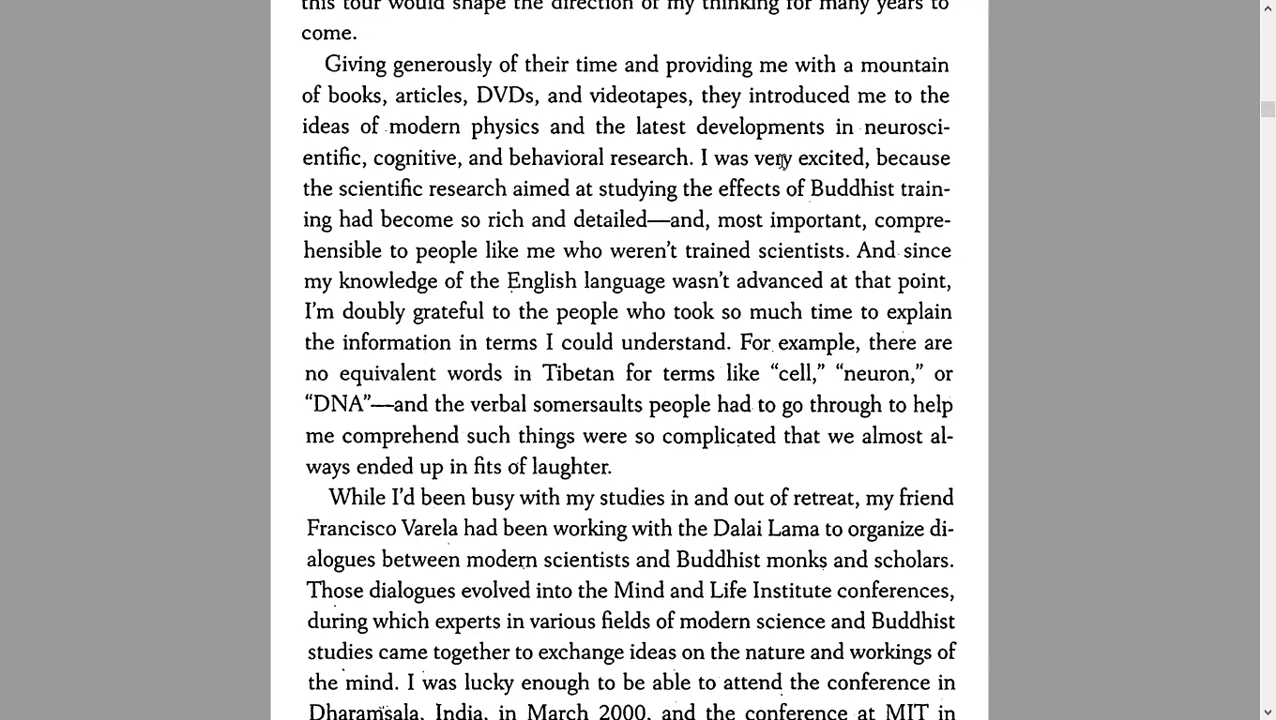 this tour would shape the direction of my thinking for many years to
come.
Giving generously of their time and providing me with a mountain
of books, articles, DVDs, and videotapes, they introduced me to the
ideas of modern physics and the latest developments in neurosci-
entific, cognitive, and behavioral research. I was very excited, because
the scientific research aimed at studying the effects of Buddhist train-
ing had become so rich and detailed—and, most important, compre-
hensible to people like me who weren't trained scientists. And since
my knowledge of the English language wasn't advanced at that point,
I'm doubly grateful to the people who took so much time to explain
the information in terms I could understand. For example, there are
no equivalent words in Tibetan for terms like “cell,” “neuron,” or
“DNA”—and the verbal somersaults people had to go through to help
me comprehend such things were so complicated that we almost al-
ways ended up in fits of laughter.
While I'd been busy with my studies in and out of retreat, my friend
Francisco Varela had been working with the Dalai Lama to organize di-
alogues between modern scientists and Buddhist monks and scholars.
Those dialogues evolved into the Mind and Life Institute conferences,
during which experts in various fields of modern science and Buddhist
studies came together to exchange ideas on the nature and workings of
the mind. I was lucky enough to be able to attend the conference in
Dharamsala, India, in March 2000, and the conference at MIT in